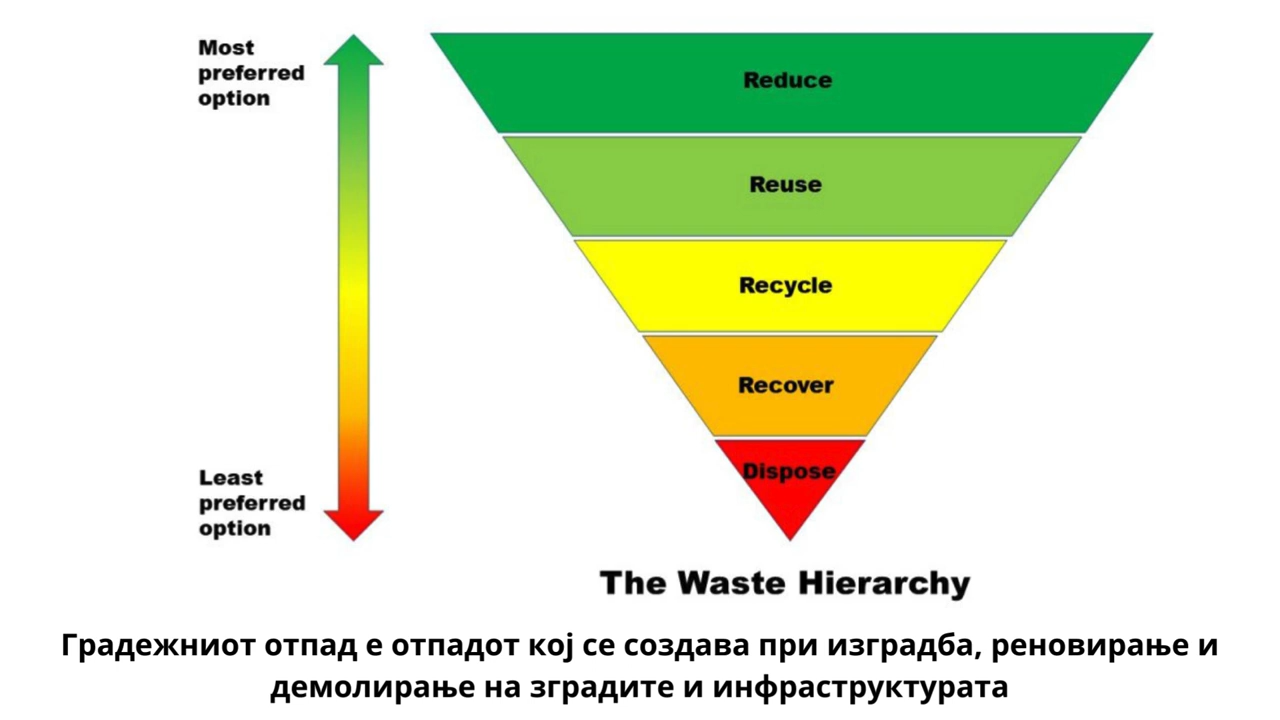 Most
preferred
option
Reduce
Reuse
Recycle
Recover
Dispose
Least
preferred
option
The Waste Hierarchy
Градежниот отпад е отпадот кој се создава при изградба, реновирање и
демолирање на зградите и инфраструктурата